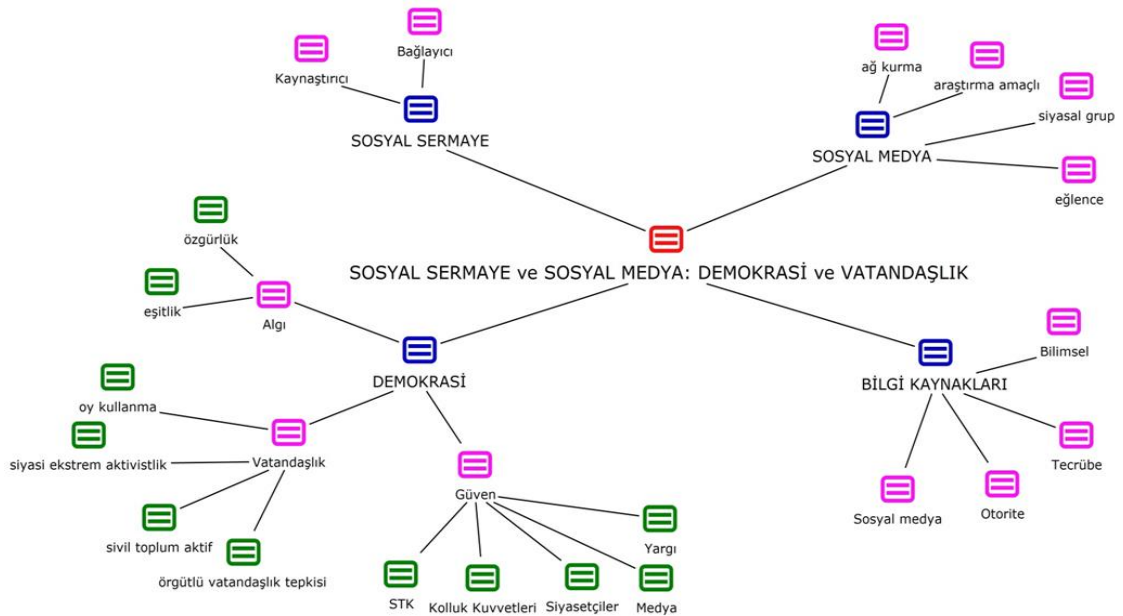 Bağlayıcı
Kaynaştırıcı
SOSYAL SERMAYE
ağ kurma
araştırma amaçlı
siyasal grup
SOSYAL MEDYA
eğlence
SOSYAL SERMAYE ve SOSYAL MEDYA: DEMOKRASİ ve VATANDAŞLIK
özgürlük
eşitlik
Algı
DEMOKRASİ
oy kullanma
siyasi ekstrem aktivistlik
Vatandaşlık
sivil toplum aktif
örgütlü vatandaşlık tepkisi
Güven
Yargı
STK
Kolluk Kuvvetleri
Siyasetçiler
Medya
Bilimsel
BİLGİ KAYNAKLARI
Tecrübe
Otorite
Sosyal medya